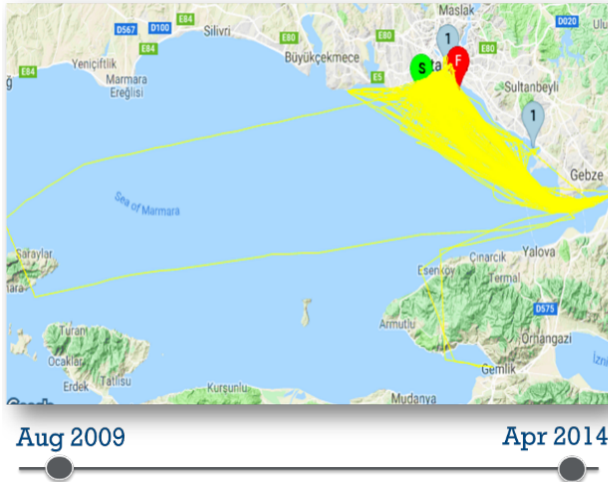 Maslak
D567 D100 E84
Silivri
E80
E80
D020
Yeniçiftlik
E84
Büyükçekmece
1
E80
Marmara
Ereğlisi
E84
E5
S
F
Sultanbeyli
1
Gebze
Sea of Marmara
Saraylar
Yalova
Çınarcık
Esenköy
Termal
D575
Turan
Armutlu
Orhangazi
Ocaklar
Gemlik
Erdek
Tatlısu
Kurşunlu
Mudanya
Aug 2009
Apr 2014